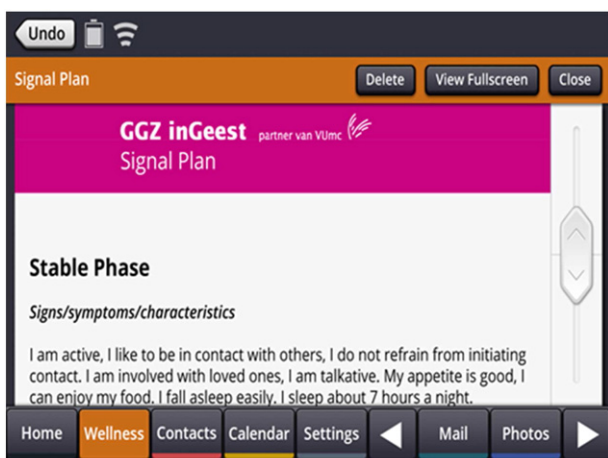 Undo
Signal Plan
Delete
View Fullscreen
Close
GGZ inGeest partner van VUmc
Signal Plan
Stable Phase
Signs/symptoms/characteristics
I am active, I like to be in contact with others, I do not refrain from initiating
contact. I am involved with loved ones, I am talkative. My appetite is good, I
can enjoy my food. I fall asleep easily. I sleep about 7 hours a night.
Home
Wellness
Contacts
Calendar
Settings
Mail
Photos